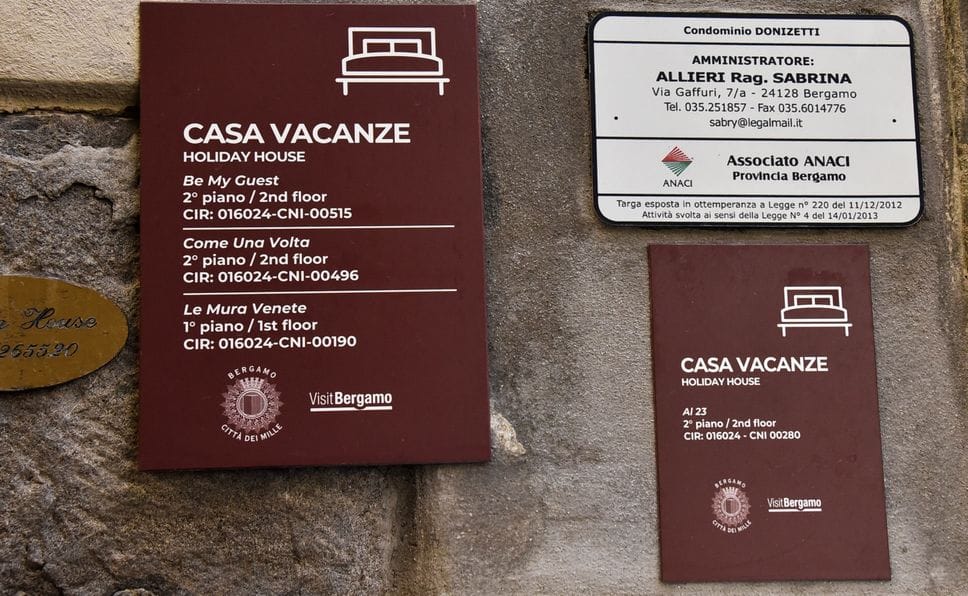 CASA VACANZE
HOLIDAY HOUSE
Be My Guest
2° piano / 2nd floor
CIR: 016024-CNI-00515
Come Una Volta
2° piano / 2nd floor
CIR: 016024-CNI-00496
Le Mura Venete
1° piano / 1st floor
CIR: 016024-CNI-00190
BERGAMO
CITTÀ DEI MILLE
VisitBergamo
House
265520
Condominio DONIZETTI
AMMINISTRATORE:
ALLIERI Rag. SABRINA
Via Gaffuri, 7/a - 24128 Bergamo
Tel. 035.251857 - Fax 035.6014776
sabry@legalmail.it
ANACI
Associato ANACI
Provincia Bergamo
Targa esposta in ottemperanza a Legge n° 220 del 11/12/2012
Attività svolta ai sensi della Legge N° 4 del 14/01/2013
CASA VACANZE
HOLIDAY HOUSE
Al 23
2° piano / 2nd floor
CIR: 016024 - CNI 00280
BERGAMO
CITTÀ DEI MILLE
VisitBergamo